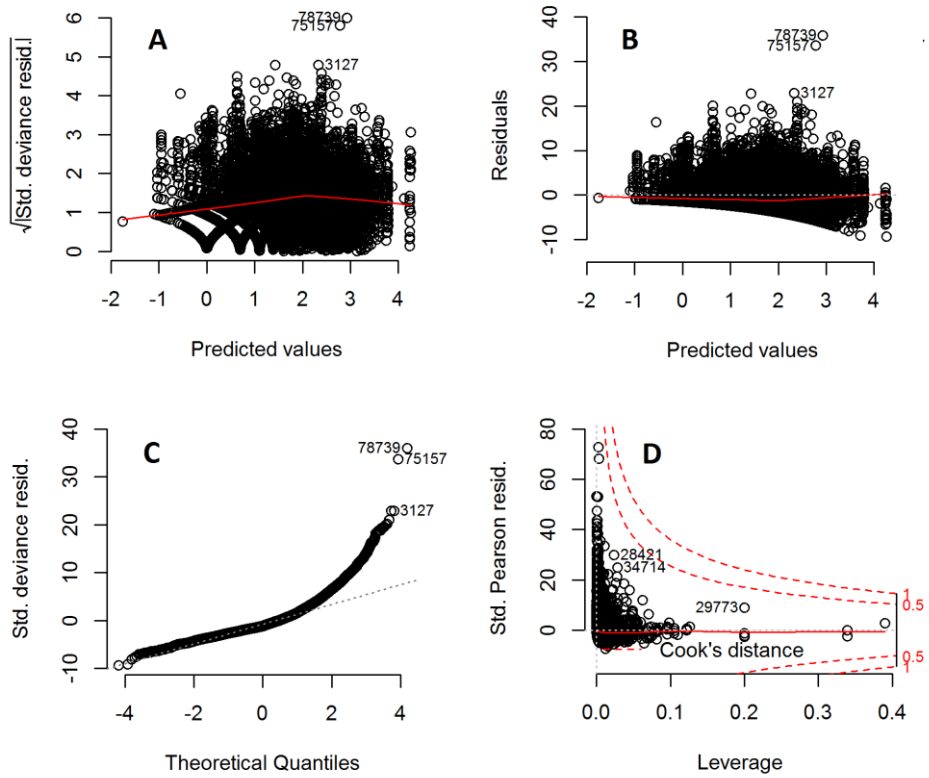 A
√|Std. deviance resid.|
0 1 2 3 4 5 6
78739
75157
3127
-2 -1 0 1 2 3 4
Predicted values
B
Residuals
-10 0 10 20 30 40
78739
75157
3127
-2 -1 0 1 2 3 4
Predicted values
C
Std. deviance resid.
-10 0 10 20 30 40
78739
75157
3127
-4 -2 0 2 4
Theoretical Quantiles
D
Std. Pearson resid.
0 20 40 60 80
28421
34714
29773
Cook's distance
1
0.5
0.5
1
0.0 0.1 0.2 0.3 0.4
Leverage